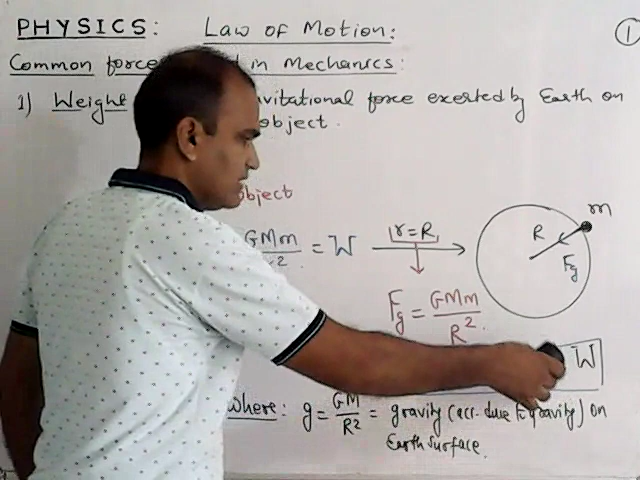 PHYSICS: Law of Motion: 1
Common force in Mechanics:
1) Weight vitational force exerted by Earth on
object.
object
m
GMm = W r=R R
Fg
Fg = GMm/R²
W
Where: g = GM/R² = gravity (acc. due to gravity) on
Earth surface.